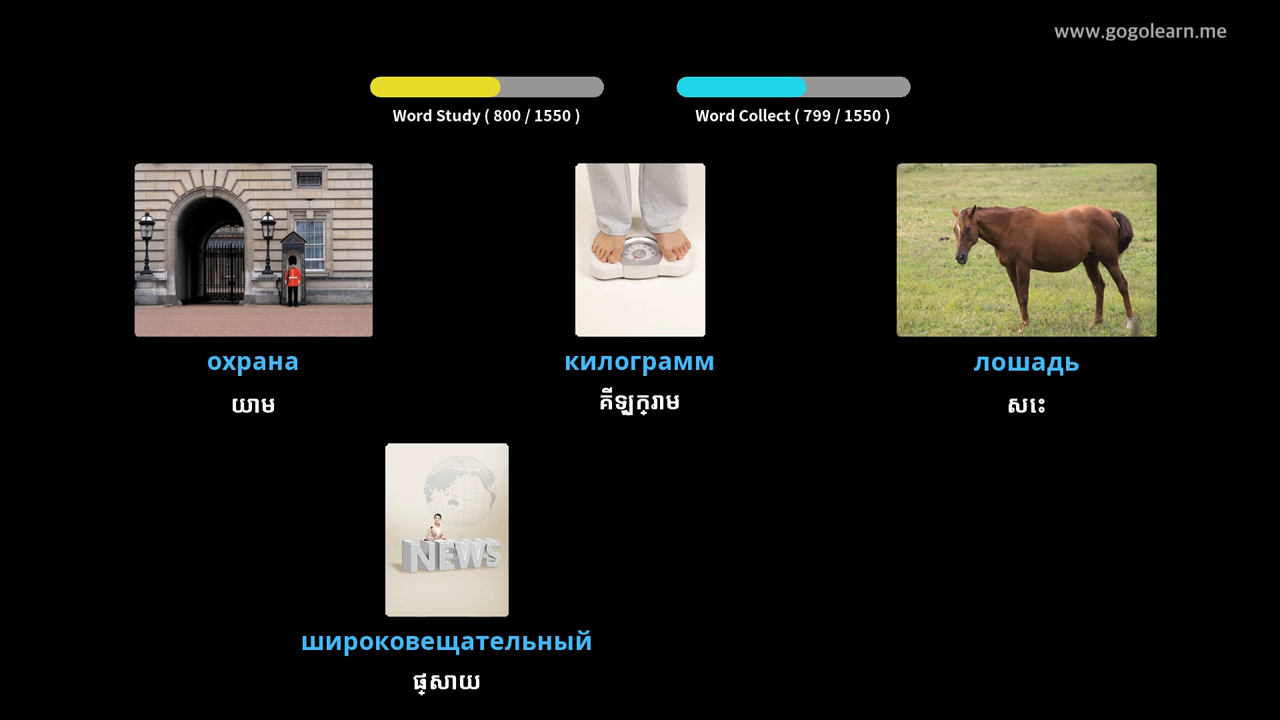 www.gogolearn.me
Word Study ( 800 / 1550 )
Word Collect ( 799 / 1550 )
охрана
килограмм
лошадь
យាម
គីឡូក្រាម
សេះ
NEWS
широковещательный
ផ្សាយ